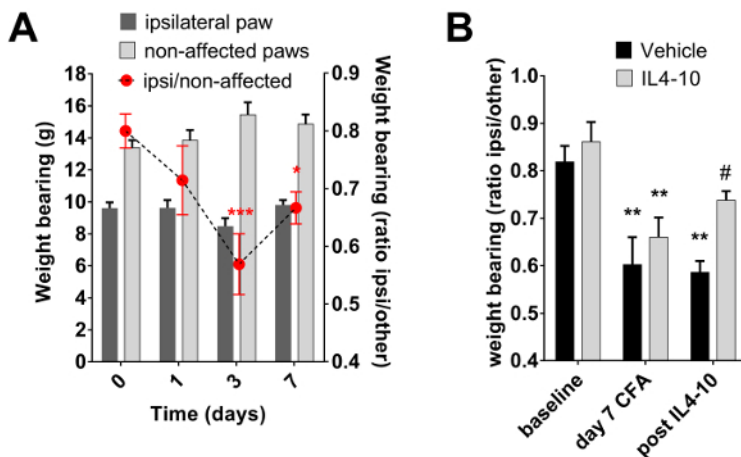 A
ipsilateral paw
non-affected paws
ipsi/non-affected
Weight bearing (g)
18
16
14
12
10
8
6
4
2
0
0.9
0.8
0.7
0.6
0.5
0.4
Weight bearing
(ratio ipsi/other)
***
*
0
1
3
7
Time (days)
B
Vehicle
IL4-10
weight bearing (ratio ipsi/other)
1.0
0.9
0.8
0.7
0.6
0.5
0.4
**
**
**
#
baseline
day 7 CFA
post IL4-10